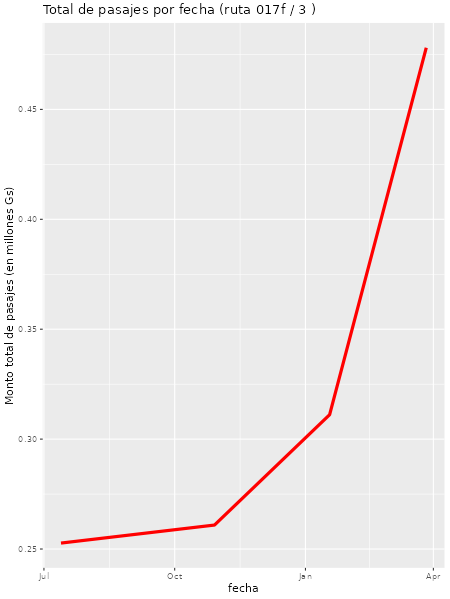 Total de pasajes por fecha (ruta 017f / 3 )
Monto total de pasajes (en millones Gs)
0.45
0.40
0.35
0.30
0.25
Jul
Oct
Jan
Apr
fecha